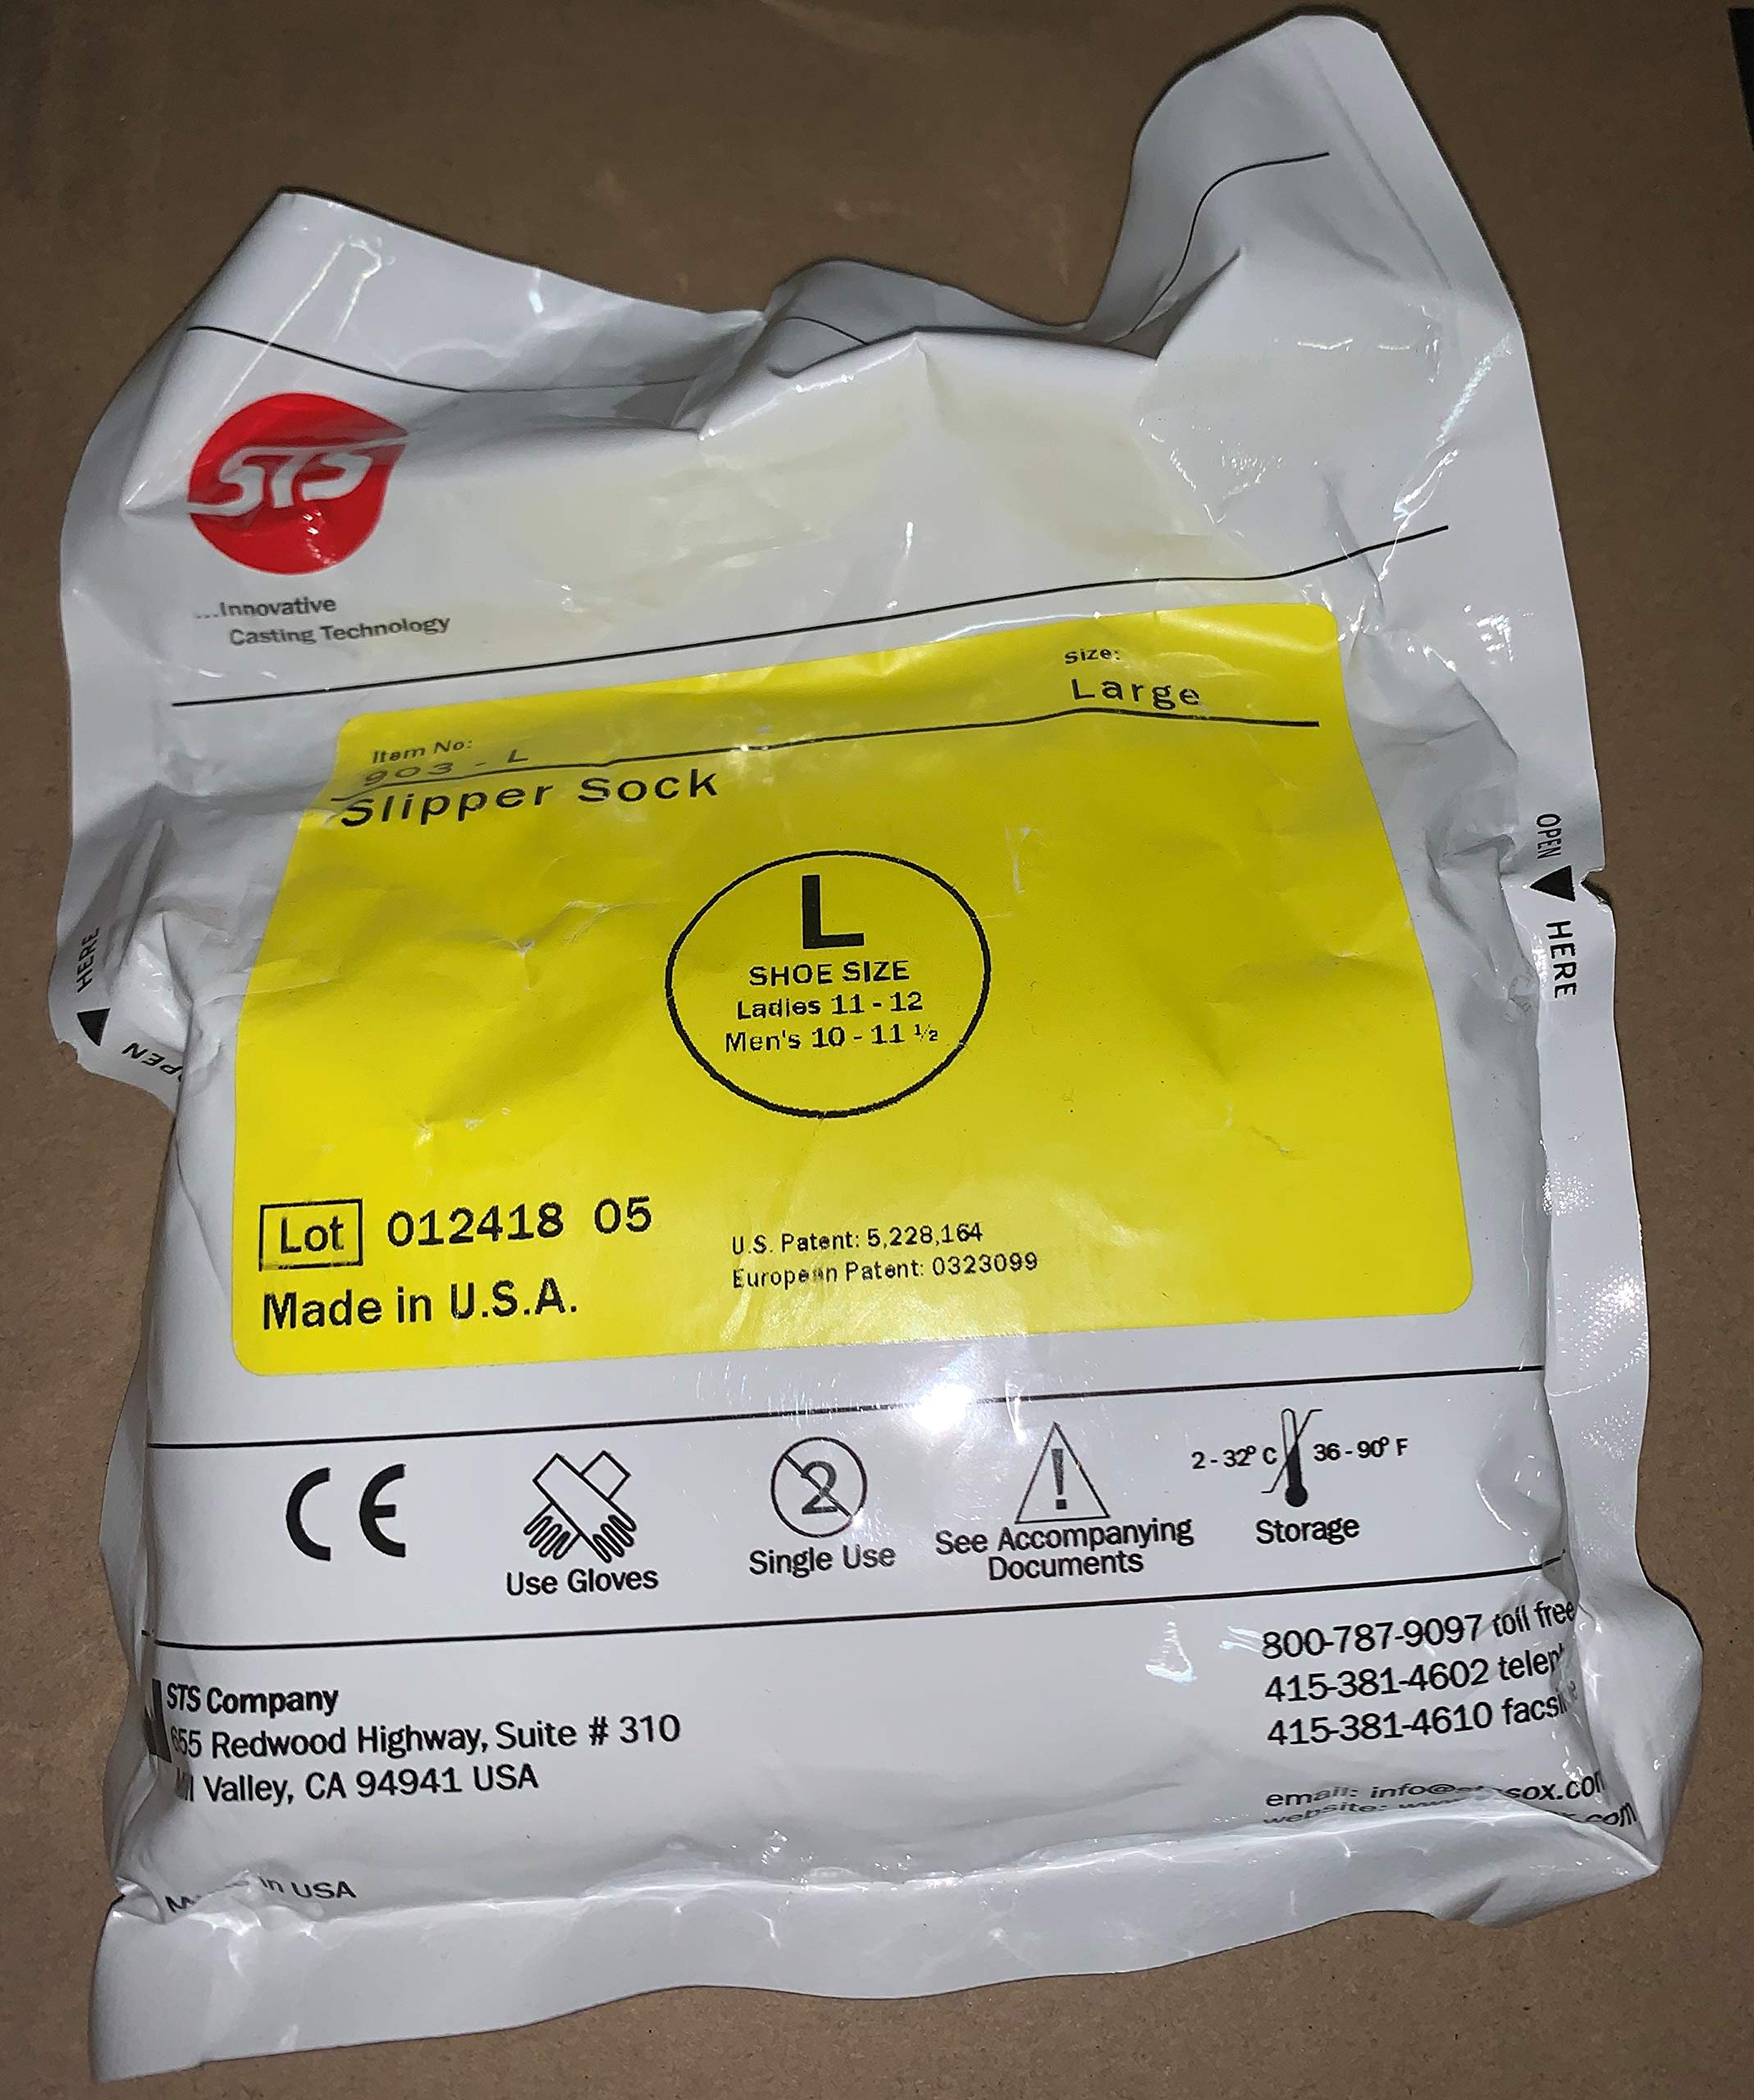 STS
...Innovative
Casting Technology
Size:
Large
Item No:
903 - L
Slipper Sock
L
SHOE SIZE
Ladies 11 - 12
Men's 10 - 11 ½
OPEN
HERE
HERE
Lot 012418 05
Made in U.S.A.
U.S. Patent: 5,228,164
European Patent: 0323099
CE
Use Gloves
2
Single Use
!
See Accompanying
Documents
2 - 32° C 36 - 90° F
Storage
STS Company
655 Redwood Highway, Suite # 310
Valley, CA 94941 USA
800-787-9097 toll free
415-381-4602
415-381-4610
email:
website:
in USA